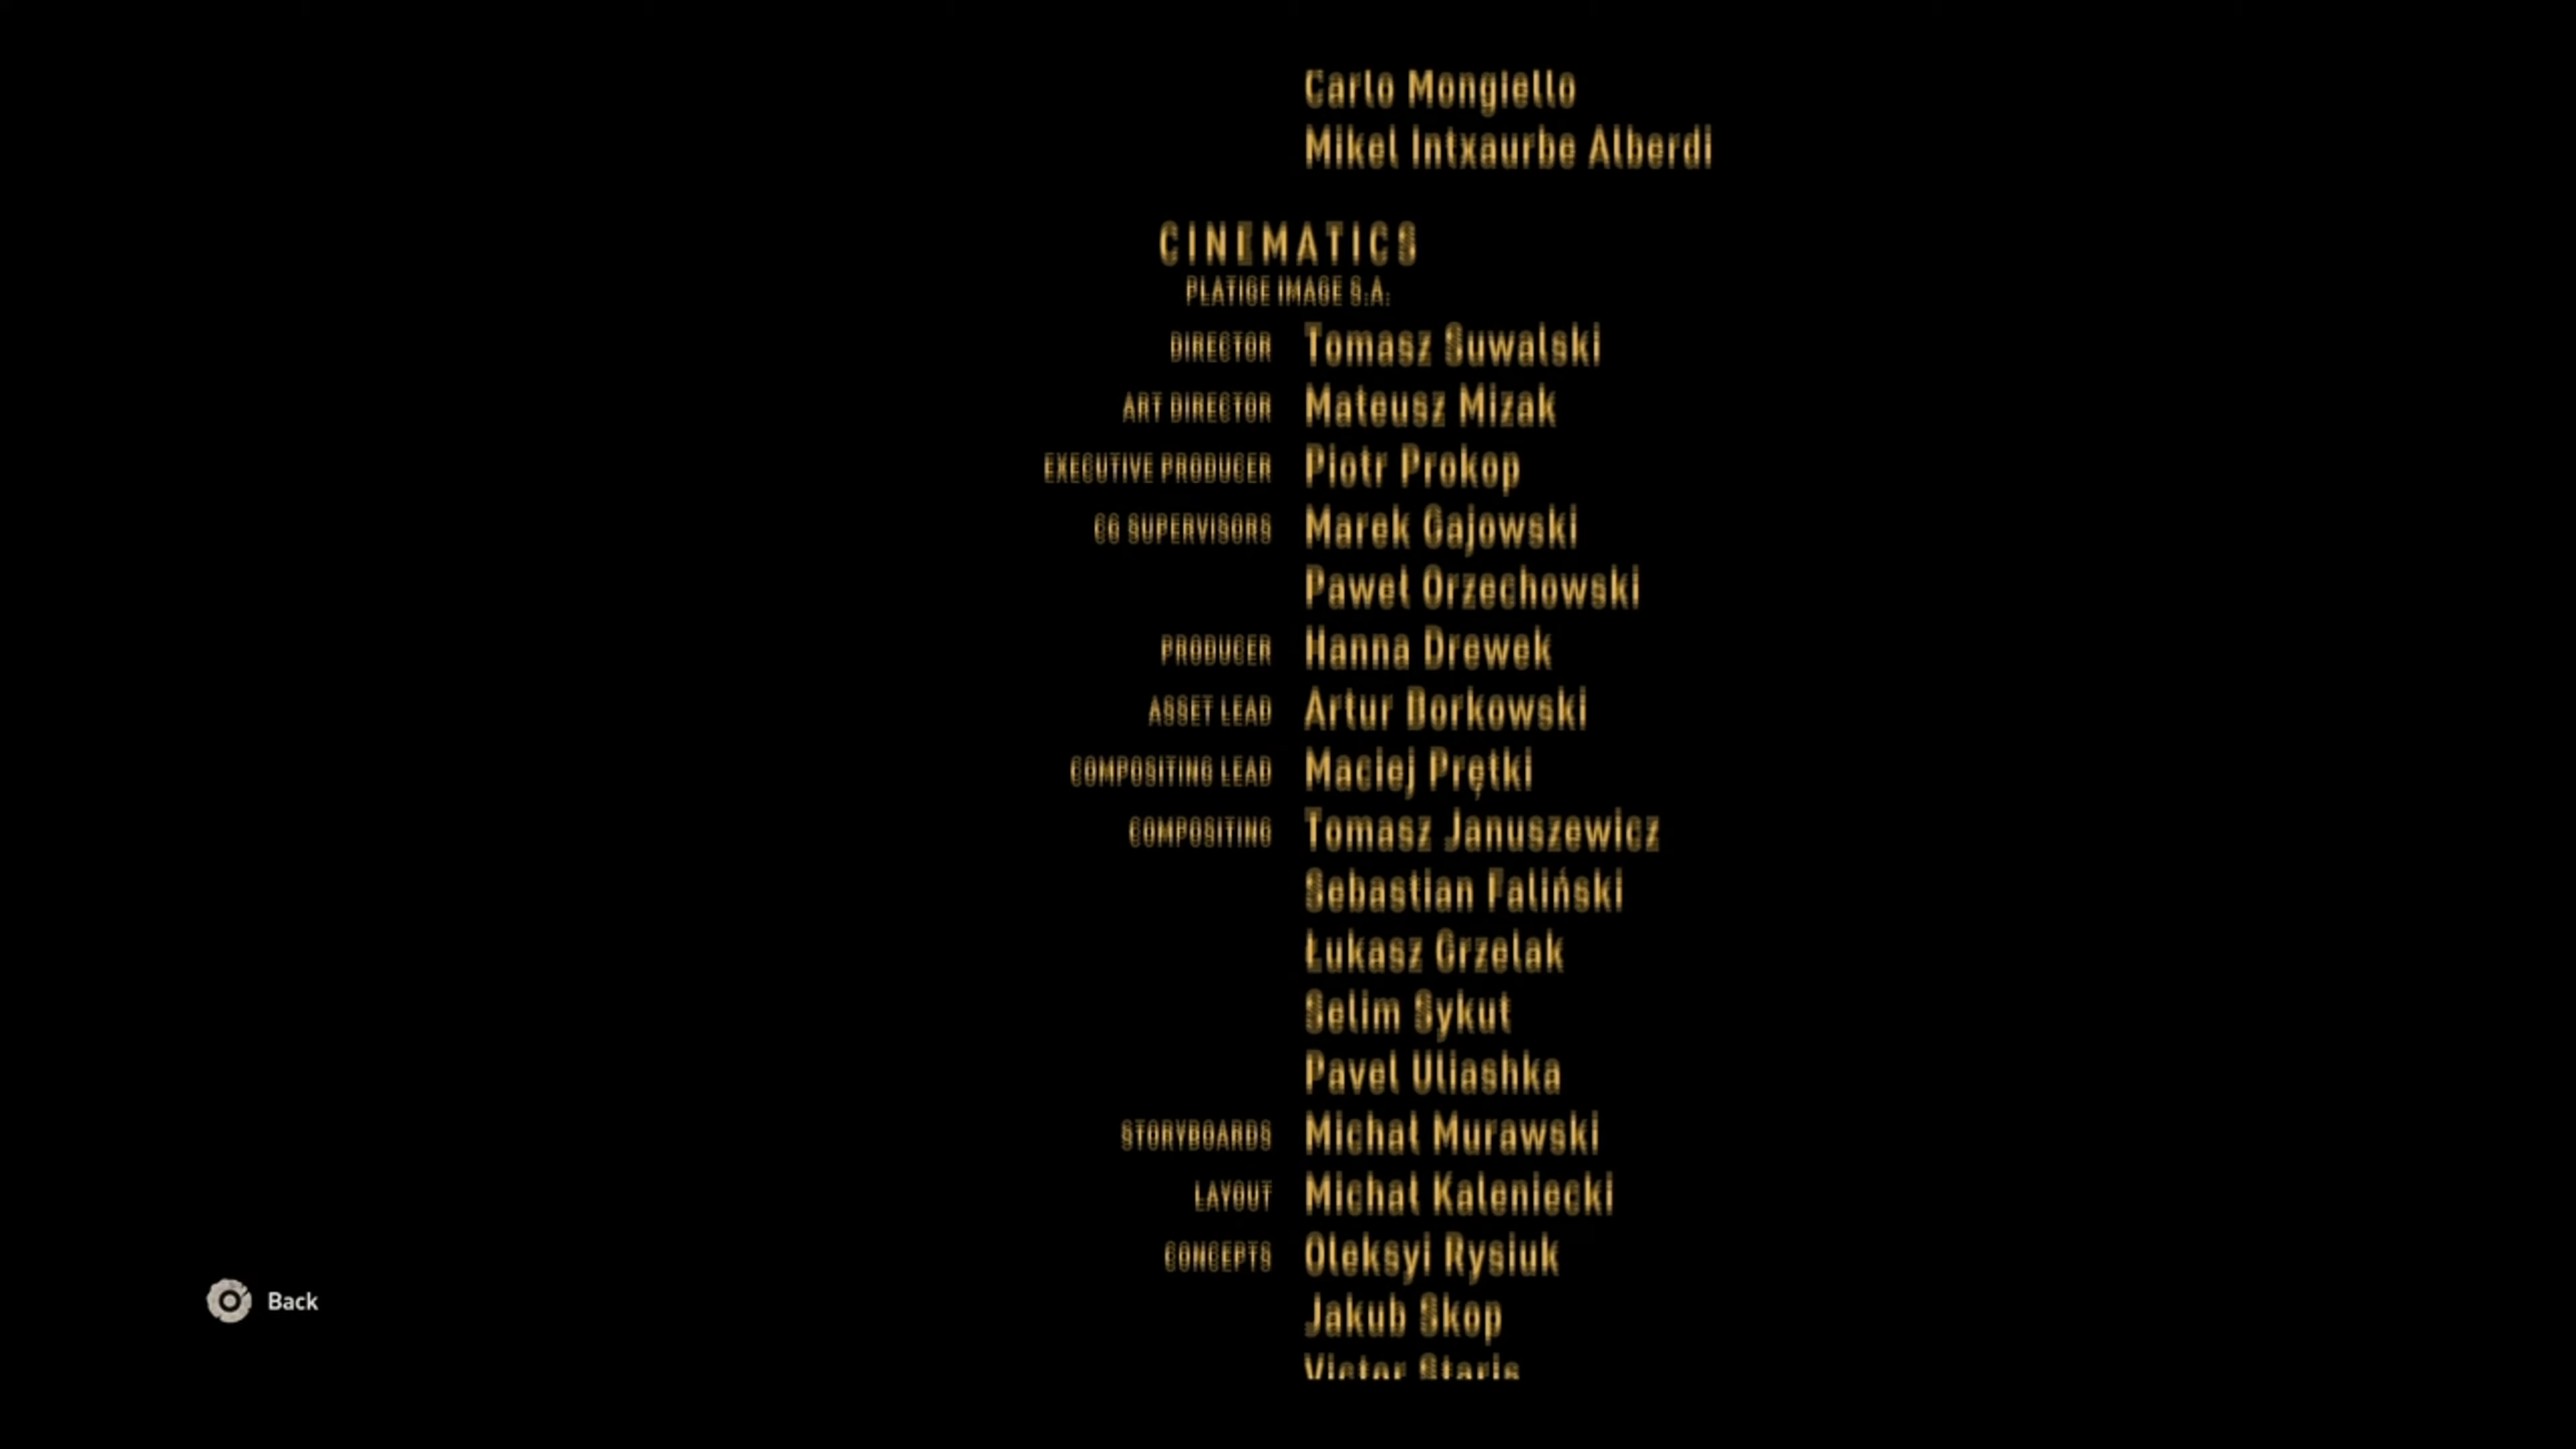 Carlo Mongiello
Mikel Intxaurbe Alberdi
CINEMATICS
PLATIGE IMAGE S.A.
DIRECTOR Tomasz Suwalski
ART DIRECTOR Mateusz Mizak
EXECUTIVE PRODUCER Piotr Prokop
CG SUPERVISORS Marek Gajowski
Paweł Orzechowski
PRODUCER Hanna Drewek
ASSET LEAD Artur Borkowski
COMPOSITING LEAD Maciej Prętki
COMPOSITING Tomasz Januszewicz
Sebastian Faliński
Łukasz Grzelak
Selim Sykut
Pavel Uliashka
STORYBOARDS Michał Murawski
LAYOUT Michał Kaleniecki
CONCEPTS Oleksyi Rysiuk
Back
Jakub Skop
Victor Staris